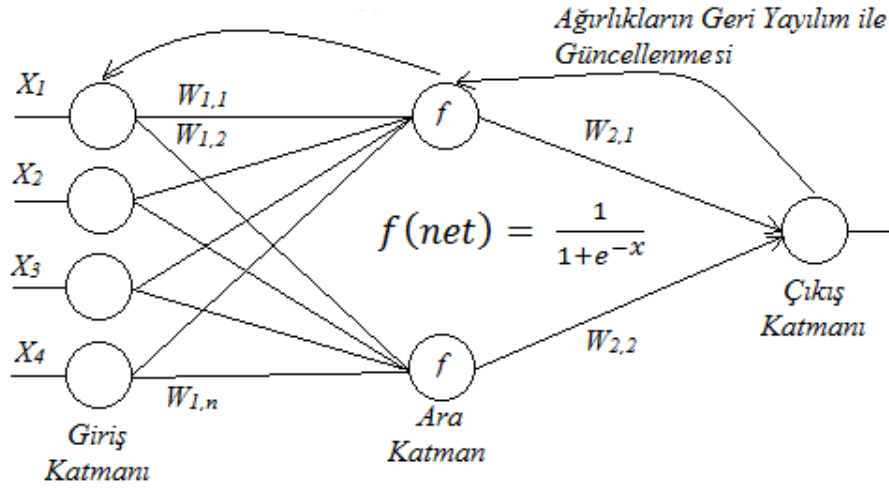 Ağırlıkların Geri Yayılım ile
Güncellenmesi
X1
W1,1
W1,2
f
W2,1
X2
f(net) = 1/1+e^-x
X3
Çıkış
Katmanı
X4
f
W2,2
W1,n
Giriş
Katmanı
Ara
Katman